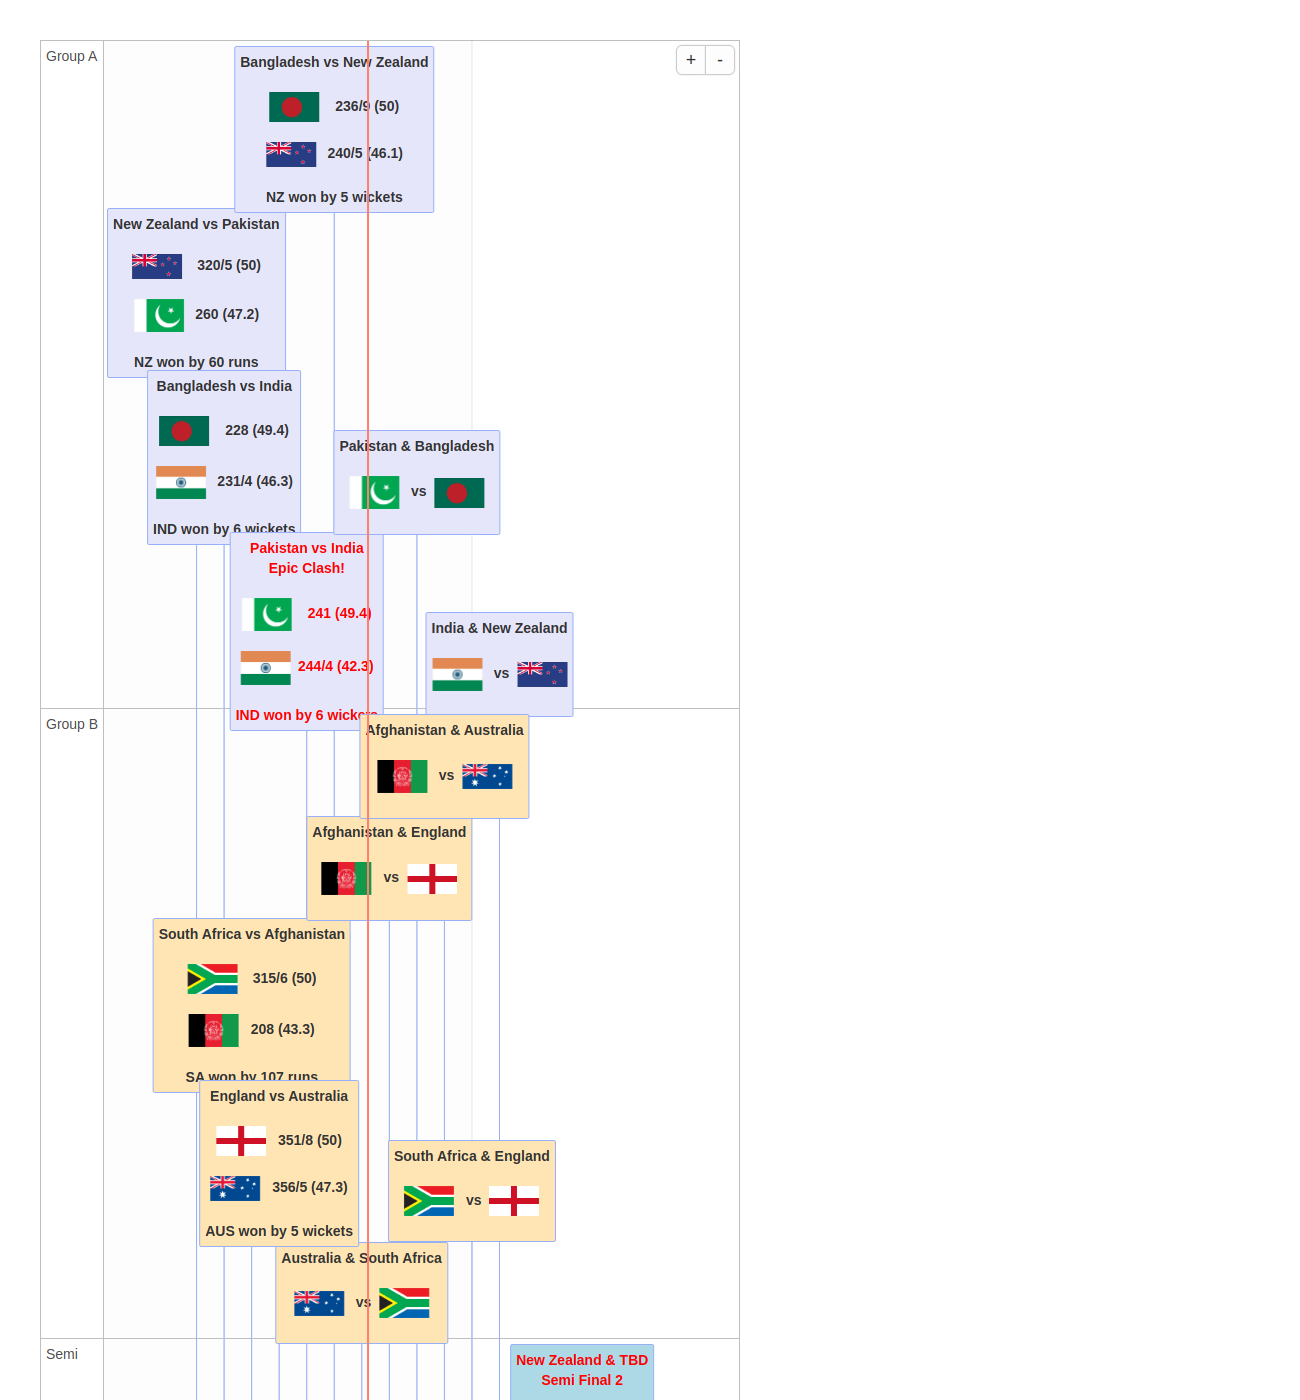 Group A
+ -
Bangladesh vs New Zealand
236/9 (50)
240/5 (46.1)
NZ won by 5 wickets
New Zealand vs Pakistan
320/5 (50)
260 (47.2)
NZ won by 60 runs
Bangladesh vs India
228 (49.4)
231/4 (46.3)
IND won by 6 wickets
Pakistan & Bangladesh
vs
Pakistan vs India
Epic Clash!
241 (49.4)
244/4 (42.3)
IND won by 6 wickets
India & New Zealand
vs
Group B
Afghanistan & Australia
vs
Afghanistan & England
vs
South Africa vs Afghanistan
315/6 (50)
208 (43.3)
SA won by 107 runs
England vs Australia
351/8 (50)
356/5 (47.3)
AUS won by 5 wickets
South Africa & England
vs
Australia & South Africa
vs
Semi
New Zealand & TBD
Semi Final 2